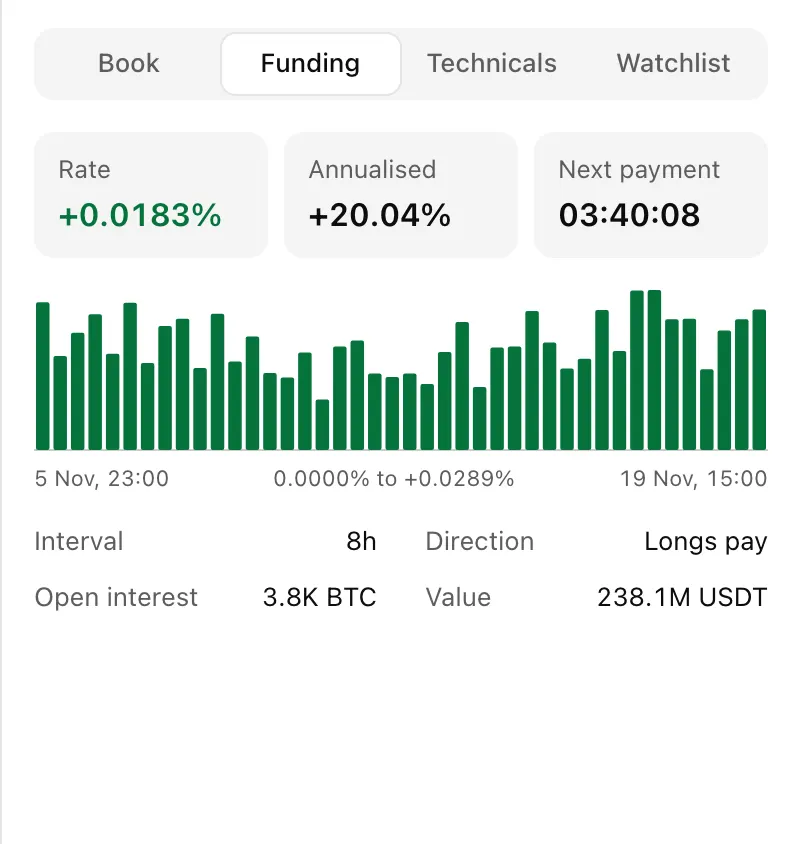 Book Funding Technicals Watchlist
Rate Annualised Next payment
+0.0183% +20.04% 03:40:08
5 Nov, 23:00 0.0000% to +0.0289% 19 Nov, 15:00
Interval 8h Direction Longs pay
Open interest 3.8K BTC Value 238.1M USDT